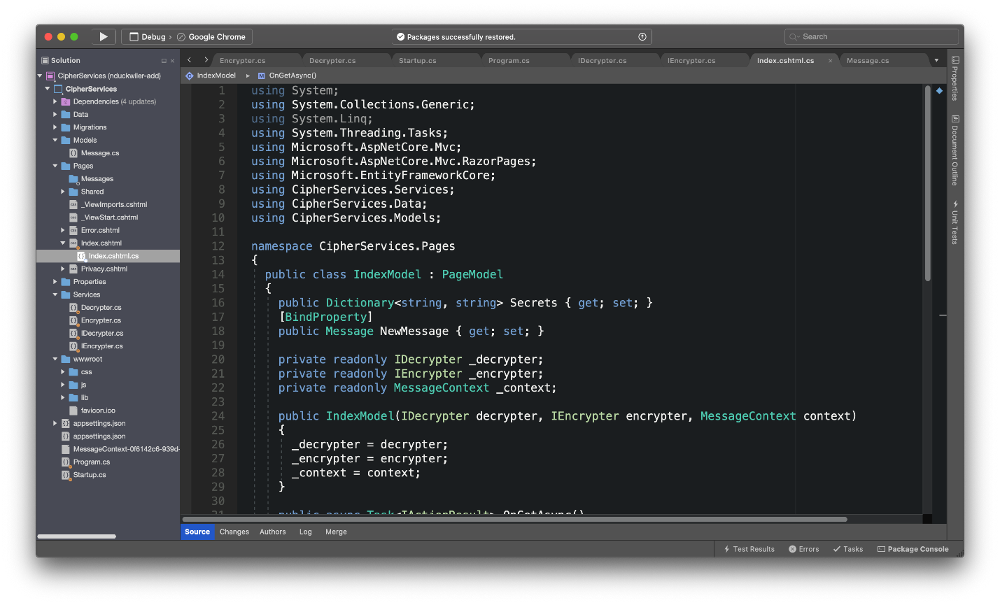 Debug › Google Chrome
Packages successfully restored.
Search
Solution
Encrypter.cs
Decrypter.cs
Startup.cs
Program.cs
IDecrypter.cs
IEncrypter.cs
Index.cshtml.cs
Message.cs
IndexModel
OnGetAsync()
CipherServices (nduckwiler-add)
CipherServices
Dependencies (4 updates)
Data
Migrations
Models
Message.cs
Pages
Messages
Shared
_ViewImports.cshtml
_ViewStart.cshtml
Error.cshtml
Index.cshtml
Index.cshtml.cs
Privacy.cshtml
Properties
Services
Decrypter.cs
Encrypter.cs
IDecrypter.cs
IEncrypter.cs
wwwroot
css
js
lib
favicon.ico
appsettings.json
appsettings.json
MessageContext-0f6142c6-939d-
Program.cs
Startup.cs
1 using System;
2 using System.Collections.Generic;
3 using System.Linq;
4 using System.Threading.Tasks;
5 using Microsoft.AspNetCore.Mvc;
6 using Microsoft.AspNetCore.Mvc.RazorPages;
7 using Microsoft.EntityFrameworkCore;
8 using CipherServices.Services;
9 using CipherServices.Data;
10 using CipherServices.Models;
11
12 namespace CipherServices.Pages
13 {
14 public class IndexModel : PageModel
15 {
16 public Dictionary<string, string> Secrets { get; set; }
17 [BindProperty]
18 public Message NewMessage { get; set; }
19
20 private readonly IDecrypter _decrypter;
21 private readonly IEncrypter _encrypter;
22 private readonly MessageContext _context;
23
24 public IndexModel(IDecrypter decrypter, IEncrypter encrypter, MessageContext context)
25 {
26 _decrypter = decrypter;
27 _encrypter = encrypter;
28 _context = context;
29 }
30
31 public async Task<IActionResult> OnGetAsync()
Properties
Document Outline
Unit Tests
Source
Changes
Authors
Log
Merge
Test Results
Errors
Tasks
Package Console